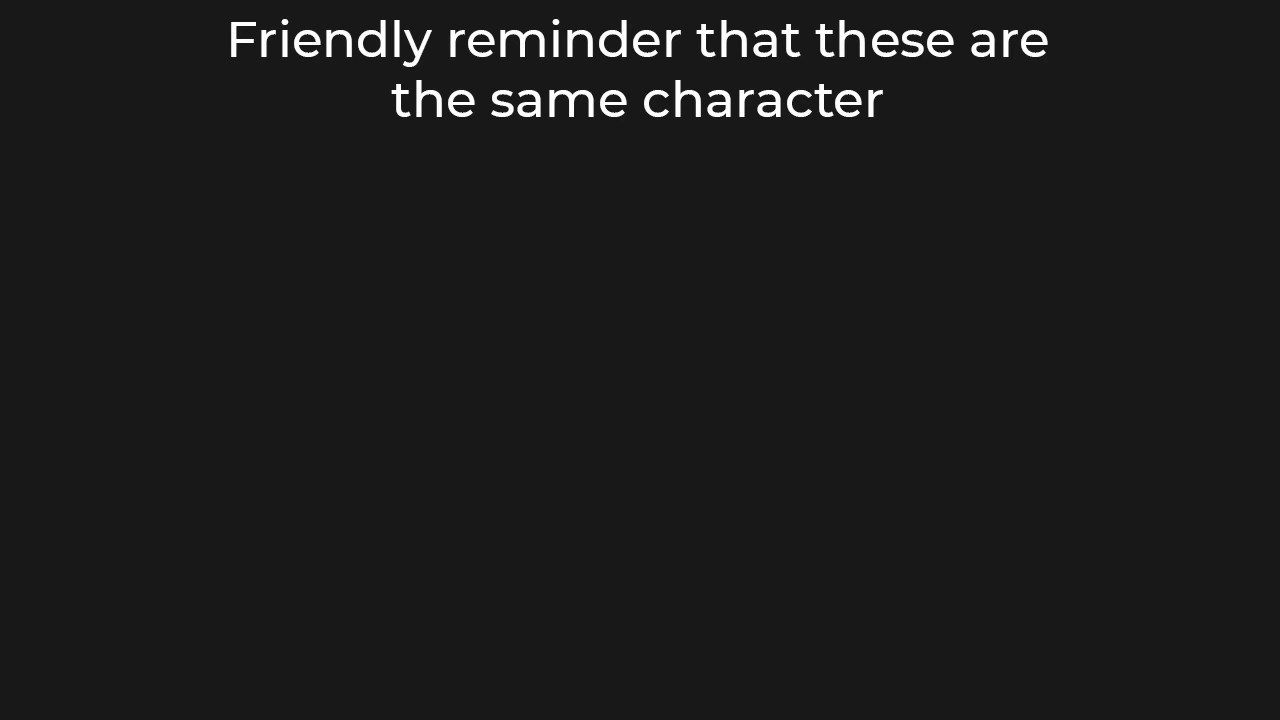 Friendly reminder that these are
the same character